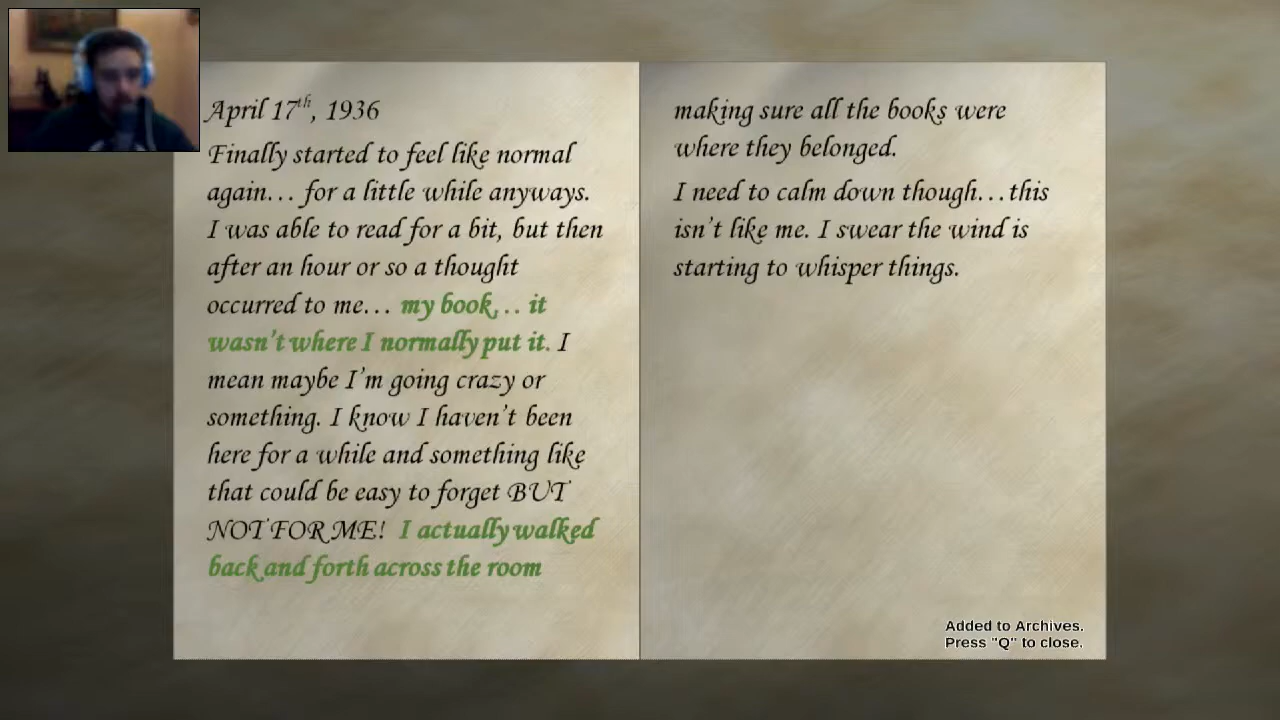 April 17th, 1936
Finally started to feel like normal
again... for a little while anyways.
I was able to read for a bit, but then
after an hour or so a thought
occurred to me... my book... it
wasn't where I normally put it. I
mean maybe I'm going crazy or
something. I know I haven't been
here for a while and something like
that could be easy to forget BUT
NOT FOR ME! I actually walked
back and forth across the room
making sure all the books were
where they belonged.
I need to calm down though...this
isn't like me. I swear the wind is
starting to whisper things.
Added to Archives.
Press "Q" to close.